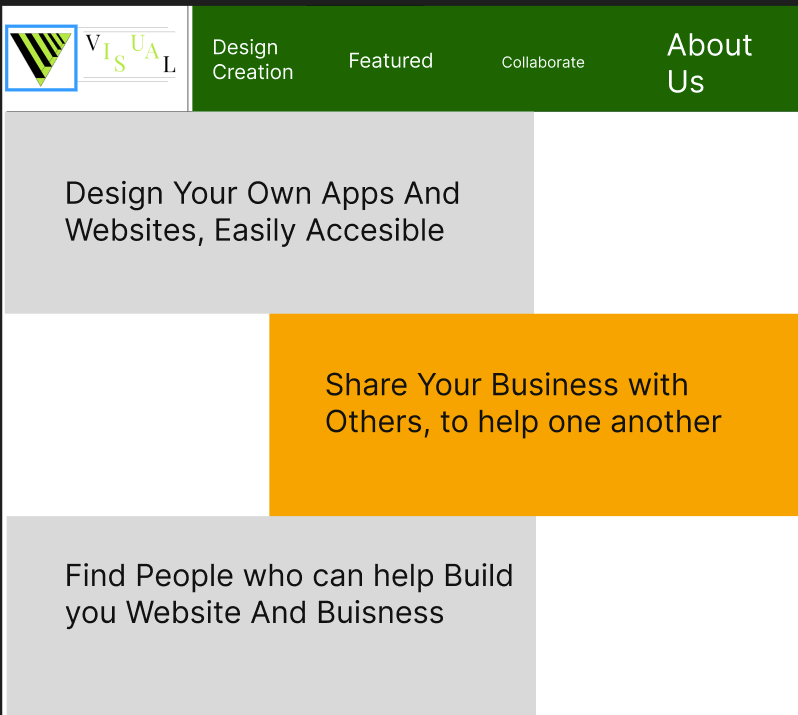 VISUAL
Design
Creation
Featured
Collaborate
About
Us
Design Your Own Apps And
Websites, Easily Accesible
Share Your Business with
Others, to help one another
Find People who can help Build
you Website And Buisness